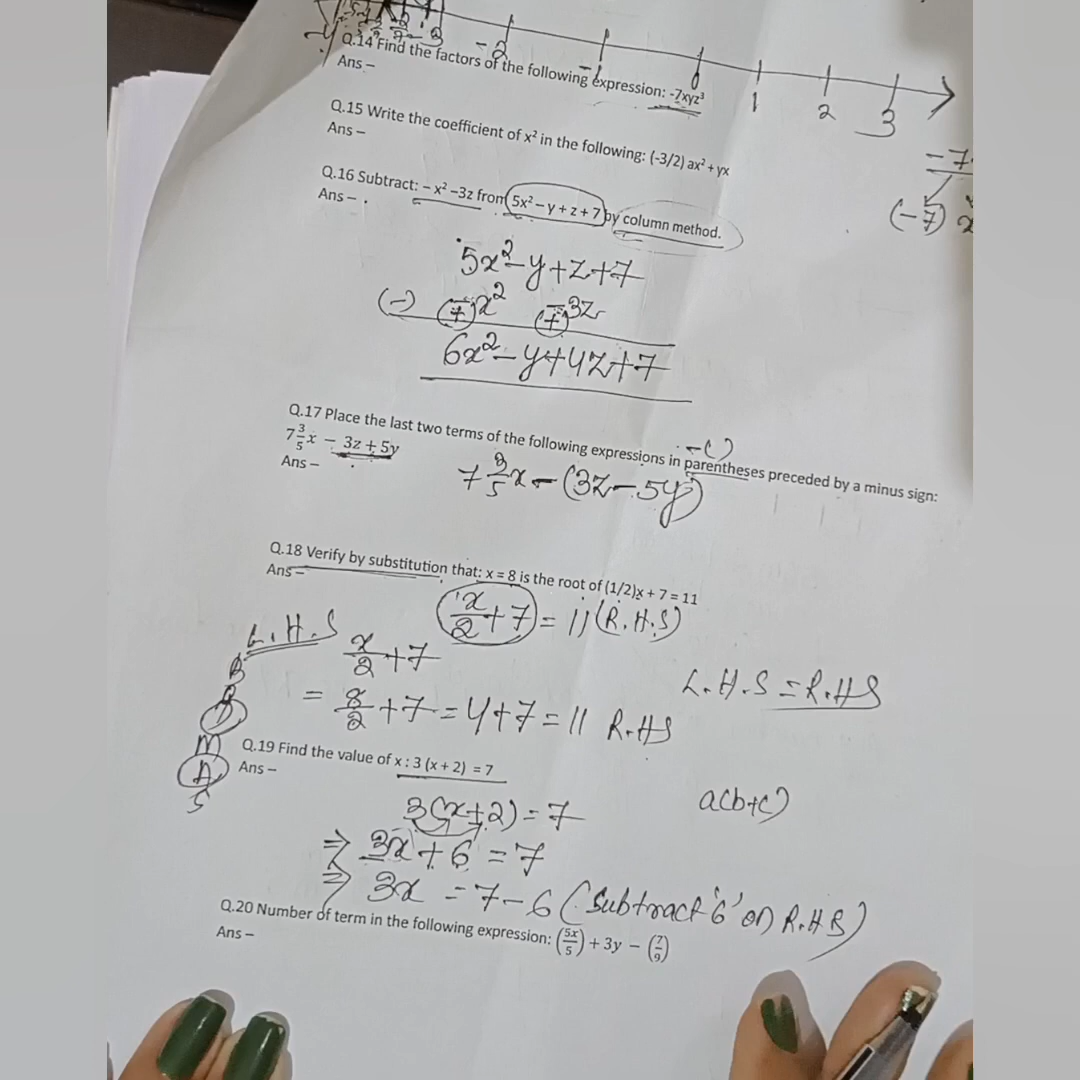 -2 -1 0 1 2 3
Q.14 Find the factors of the following expression: -7xyz³
Ans –
-7
(-7) x
Q.15 Write the coefficient of x² in the following: (-3/2) ax² + yx
Ans –
Q.16 Subtract: – x² –3z from 5x² – y + z + 7 by column method.
Ans –
5x² - y + z + 7
(-) x² 3z
6x² - y + 4z + 7
Q.17 Place the last two terms of the following expressions in parentheses preceded by a minus sign:
-( )
7 3/5 x – 3z + 5y
Ans –
7 3/5 x - (3z - 5y)
Q.18 Verify by substitution that: x = 8 is the root of (1/2)x + 7 = 11
Ans –
x/2 + 7 = 11 (R.H.S)
L.H.S x/2 + 7
= 8/2 + 7 = 4 + 7 = 11 R.HS
L.H.S = R.HS
B
O
D
M
A
S
Q.19 Find the value of x : 3 (x + 2) = 7
Ans –
3(x+2) = 7
a(b+c)
⇒ 3x + 6 = 7
⇒ 3x = 7 - 6 (Subtract '6' on R.H.S)
Q.20 Number of term in the following expression: (5x/5) + 3y – (7/9)
Ans –